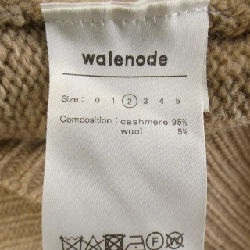 walenode
Size : 0 1 2 3 4 5
Composition : cashmere 95%
wool 5%